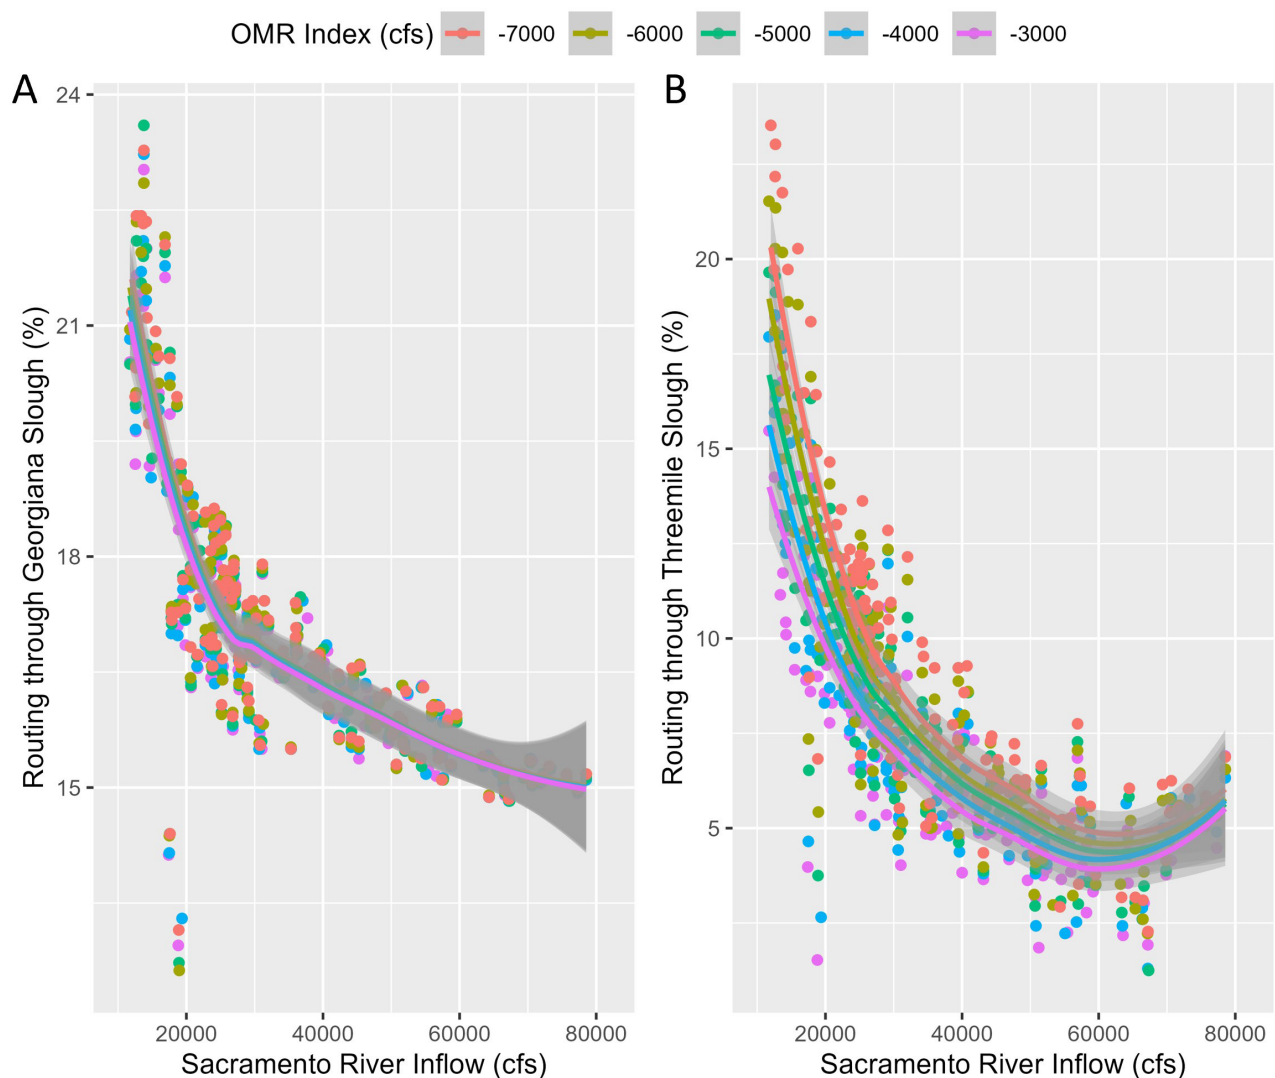 OMR Index (cfs) -7000 -6000 -5000 -4000 -3000
A
Routing through Georgiana Slough (%)
24
21
18
15
20000 40000 60000 80000
Sacramento River Inflow (cfs)
B
Routing through Threemile Slough (%)
20
15
10
5
20000 40000 60000 80000
Sacramento River Inflow (cfs)